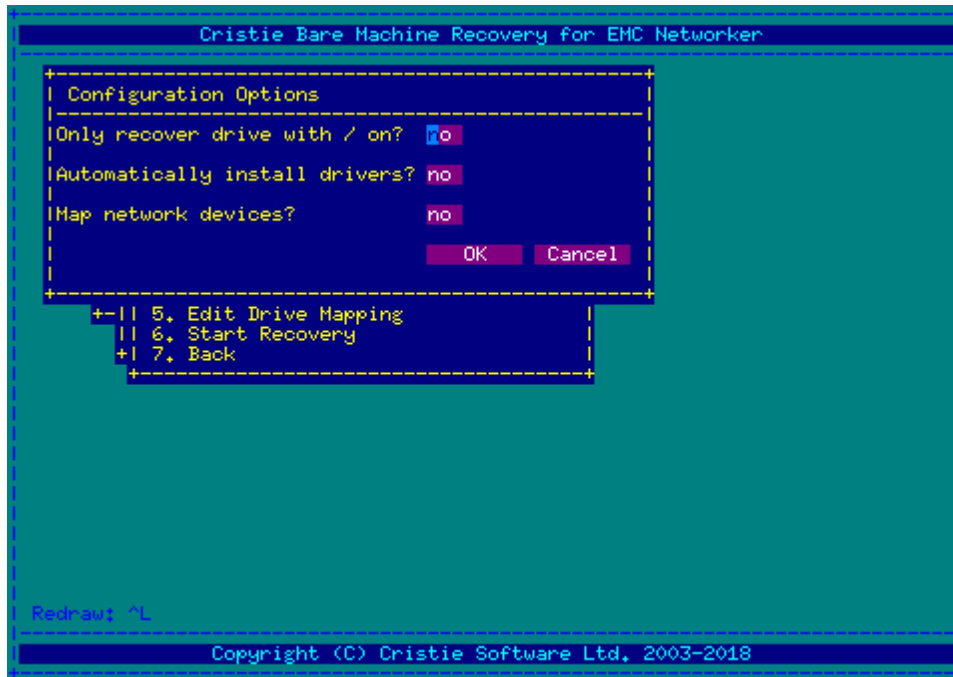 Cristie Bare Machine Recovery for EMC Networker
Configuration Options
Only recover drive with / on? no
Automatically install drivers? no
Map network devices? no
OK Cancel
5. Edit Drive Mapping
6. Start Recovery
7. Back
Redraw: ^L
Copyright (C) Cristie Software Ltd. 2003-2018